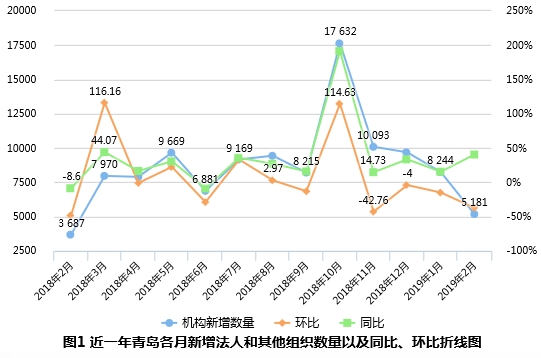 20000
17500
15000
12500
10000
7500
5000
2500
250%
200%
150%
100%
50%
0%
-50%
-100%
17 632
116.16
114.63
44.07
9 669
9 169
10 093
-8.6
7 970
6 881
2.97
8 215
14.73
8 244
-4
3 687
-42.76
5 181
2018年2月
2018年3月
2018年4月
2018年5月
2018年6月
2018年7月
2018年8月
2018年9月
2018年10月
2018年11月
2018年12月
2019年1月
2019年2月
机构新增数量 环比 同比
图1 近一年青岛各月新增法人和其他组织数量以及同比、环比折线图